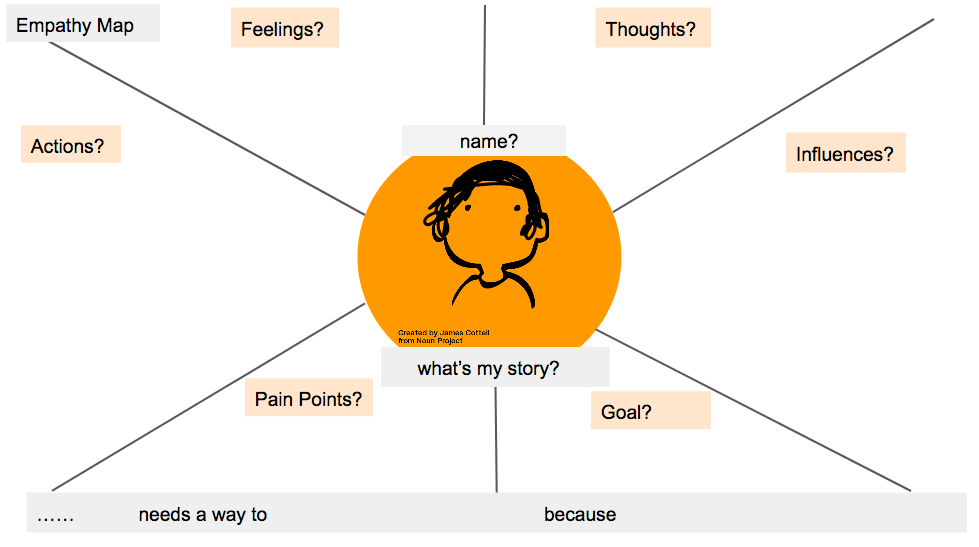 Empathy Map
Feelings?
Thoughts?
Actions?
name?
Influences?
Created by James Cottell
from Noun Project
what's my story?
Pain Points?
Goal?
...... needs a way to because